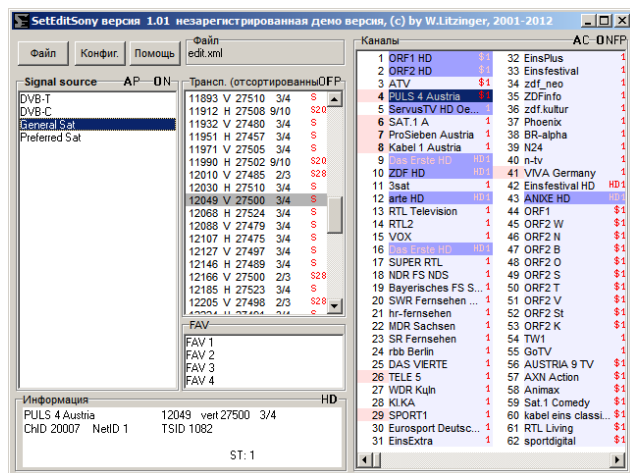 SetEditSony версия 1.01 незарегистрированная демо версия, (c) by W.Litzinger, 2001-2012
Файл
Конфиг.
Помощь
Файл
edit.xml
Signal source AP ON
DVB-T
DVB-C
General Sat
Preferred Sat
Трансп. (отсортированны OFP
11893 V 27510 3/4 S
11912 H 27508 9/10 S20
11932 V 27480 3/4 S
11951 H 27457 3/4 S
11971 V 27505 3/4 S
11990 H 27502 9/10 S20
12010 V 27485 2/3 S28
12030 H 27510 3/4 S
12049 V 27500 3/4 S
12068 H 27524 3/4 S
12088 V 27479 3/4 S
12107 H 27475 3/4 S
12127 V 27497 3/4 S
12146 H 27489 3/4 S
12166 V 27500 2/3 S28
12185 H 27523 3/4 S
12205 V 27498 2/3 S28
FAV
FAV 1
FAV 2
FAV 3
FAV 4
Информация HD
PULS 4 Austria 12049 vert 27500 3/4
ChID 20007 NetID 1 TSID 1082
ST: 1
Каналы AC ONFP
1 ORF1 HD $1
2 ORF2 HD $1
3 ATV $1
4 PULS 4 Austria $1
5 ServusTV HD Oe... 1
6 SAT.1 A 1
7 ProSieben Austria 1
8 Kabel 1 Austria 1
9 Das Erste HD HD1
10 ZDF HD HD1
11 3sat 1
12 arte HD HD1
13 RTL Television 1
14 RTL2 1
15 VOX 1
16 Das Erste HD HD1
17 SUPER RTL 1
18 NDR FS NDS 1
19 Bayerisches FS S... 1
20 SWR Fernsehen ... 1
21 hr-fernsehen 1
22 MDR Sachsen 1
23 SR Fernsehen 1
24 rbb Berlin 1
25 DAS VIERTE 1
26 TELE 5 1
27 WDR Kцln 1
28 KI.KA 1
29 SPORT1 1
30 Eurosport Deutsc... 1
31 EinsExtra 1
32 EinsPlus 1
33 Einsfestival 1
34 zdf_neo 1
35 ZDFinfo 1
36 zdf.kultur 1
37 Phoenix 1
38 BR-alpha 1
39 N24 1
40 n-tv 1
41 VIVA Germany 1
42 Einsfestival HD HD1
43 ANIXE HD HD1
44 ORF1 $1
45 ORF2 W $1
46 ORF2 N $1
47 ORF2 B $1
48 ORF2 O $1
49 ORF2 S $1
50 ORF2 T $1
51 ORF2 V $1
52 ORF2 St $1
53 ORF2 K $1
54 TW1 1
55 GoTV 1
56 AUSTRIA 9 TV $1
57 AXN Action $1
58 Animax $1
59 Sat.1 Comedy $1
60 kabel eins classi... $1
61 RTL Living $1
62 sportdigital $1